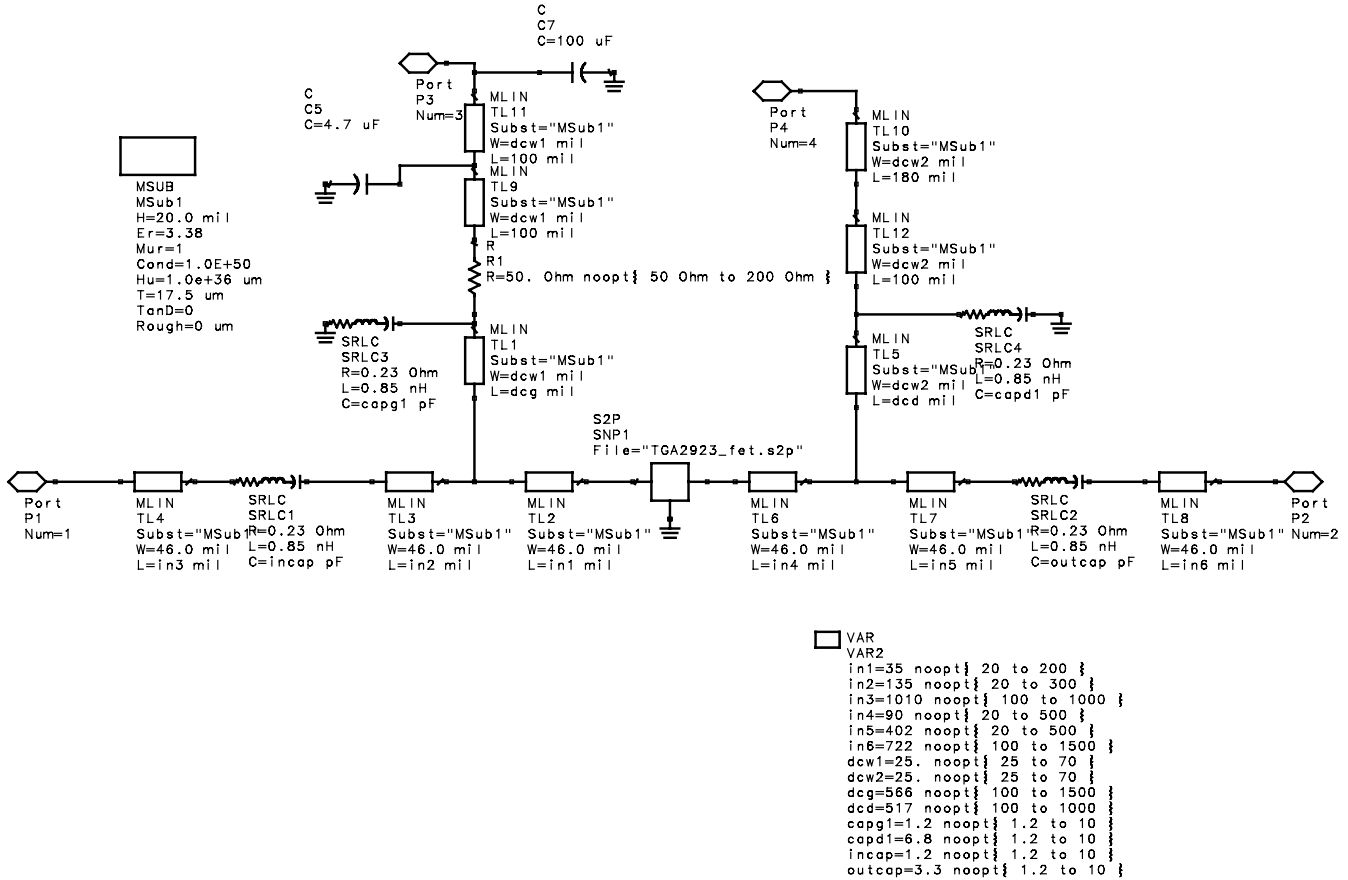 C
C7
C=100 uF
Port
P3
Num=3
C
C5
C=4.7 uF
MLIN
TL11
Subst="MSub1"
W=dcw1 mil
L=100 mil
Port
P4
Num=4
MLIN
TL10
Subst="MSub1"
W=dcw2 mil
L=180 mil
MSUB
MSub1
H=20.0 mil
Er=3.38
Mur=1
Cond=1.0E+50
Hu=1.0e+36 um
T=17.5 um
TanD=0
Rough=0 um
MLIN
TL9
Subst="MSub1"
W=dcw1 mil
L=100 mil
R
R1
R=50. Ohm noopt{ 50 Ohm to 200 Ohm }
MLIN
TL12
Subst="MSub1"
W=dcw2 mil
L=100 mil
SRLC
SRLC3
R=0.23 Ohm
L=0.85 nH
C=capg1 pF
MLIN
TL1
Subst="MSub1"
W=dcw1 mil
L=dcg mil
MLIN
TL5
Subst="MSub1"
W=dcw2 mil
L=dcd mil
SRLC
SRLC4
R=0.23 Ohm
L=0.85 nH
C=capd1 pF
S2P
SNP1
File="TGA2923_fet.s2p"
Port
P1
Num=1
MLIN
TL4
Subst="MSub1"
W=46.0 mil
L=in3 mil
SRLC
SRLC1
R=0.23 Ohm
L=0.85 nH
C=incap pF
MLIN
TL3
Subst="MSub1"
W=46.0 mil
L=in2 mil
MLIN
TL2
Subst="MSub1"
W=46.0 mil
L=in1 mil
MLIN
TL6
Subst="MSub1"
W=46.0 mil
L=in4 mil
MLIN
TL7
Subst="MSub1"
W=46.0 mil
L=in5 mil
SRLC
SRLC2
R=0.23 Ohm
L=0.85 nH
C=outcap pF
MLIN
TL8
Subst="MSub1"
W=46.0 mil
L=in6 mil
Port
P2
Num=2
VAR
VAR2
in1=35 noopt{ 20 to 200 }
in2=135 noopt{ 20 to 300 }
in3=1010 noopt{ 100 to 1000 }
in4=90 noopt{ 20 to 500 }
in5=402 noopt{ 20 to 500 }
in6=722 noopt{ 100 to 1500 }
dcw1=25. noopt{ 25 to 70 }
dcw2=25. noopt{ 25 to 70 }
dcg=566 noopt{ 100 to 1500 }
dcd=517 noopt{ 100 to 1000 }
capg1=1.2 noopt{ 1.2 to 10 }
capd1=6.8 noopt{ 1.2 to 10 }
incap=1.2 noopt{ 1.2 to 10 }
outcap=3.3 noopt{ 1.2 to 10 }